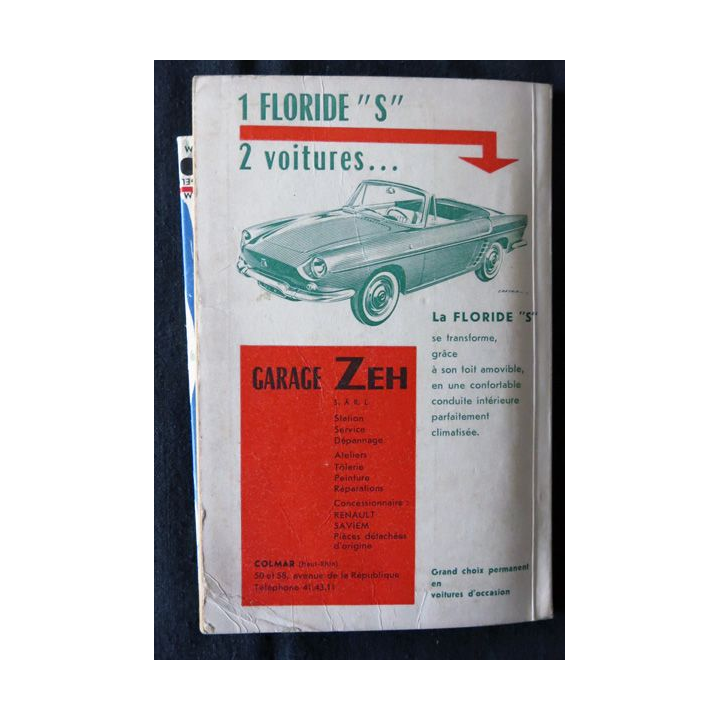 1 FLORIDE "S"
2 voitures...
La FLORIDE "S"
se transforme,
grâce
à son toit amovible,
en une confortable
conduite intérieure
parfaitement
climatisée.
GARAGE ZEH
S. A R. L.
Station
Service
Dépannage
Ateliers
Tôlerie
Peinture
Réparations
Concessionnaire :
RENAULT
SAVIEM
Pièces détachées
d'origine
COLMAR (Haut-Rhin)
50 et 58, avenue de la République
Téléphone 41.43.11
Grand choix permanent
en
voitures d'occasion